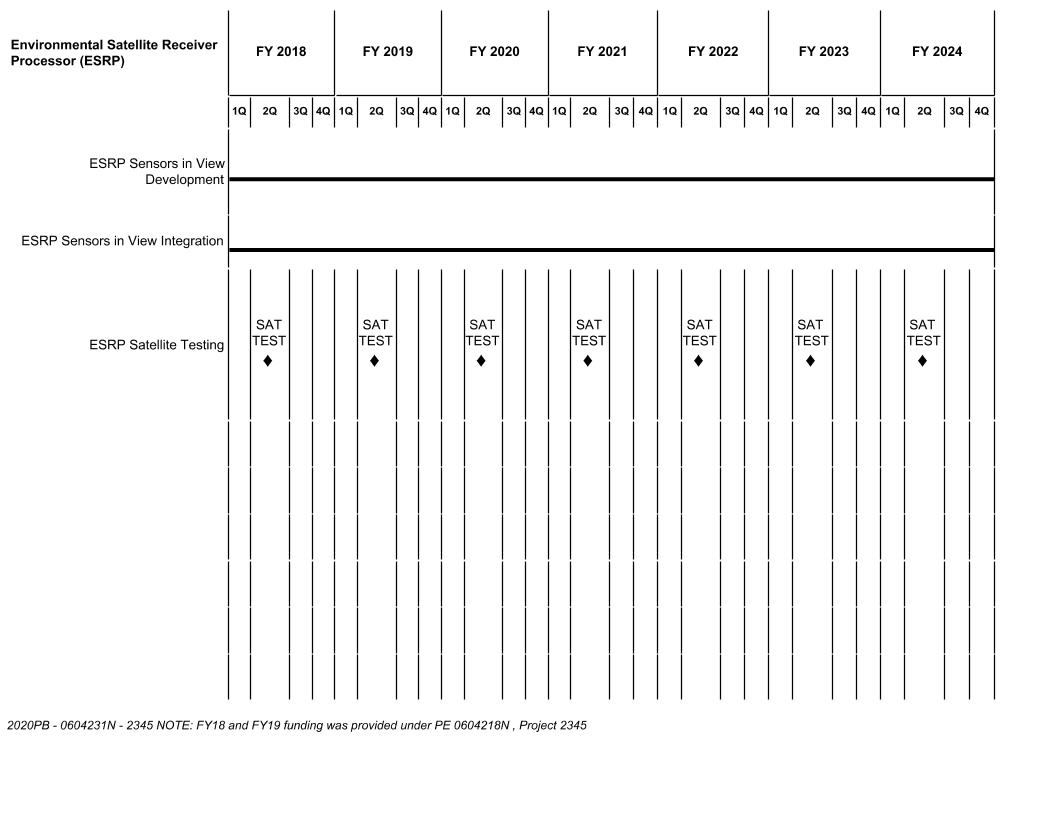 Environmental Satellite Receiver
Processor (ESRP)
FY 2018 FY 2019 FY 2020 FY 2021 FY 2022 FY 2023 FY 2024
1Q 2Q 3Q 4Q 1Q 2Q 3Q 4Q 1Q 2Q 3Q 4Q 1Q 2Q 3Q 4Q 1Q 2Q 3Q 4Q 1Q 2Q 3Q 4Q 1Q 2Q 3Q 4Q
ESRP Sensors in View
Development
ESRP Sensors in View Integration
ESRP Satellite Testing
SAT SAT SAT SAT SAT SAT SAT
TEST TEST TEST TEST TEST TEST TEST
2020PB - 0604231N - 2345 NOTE: FY18 and FY19 funding was provided under PE 0604218N , Project 2345